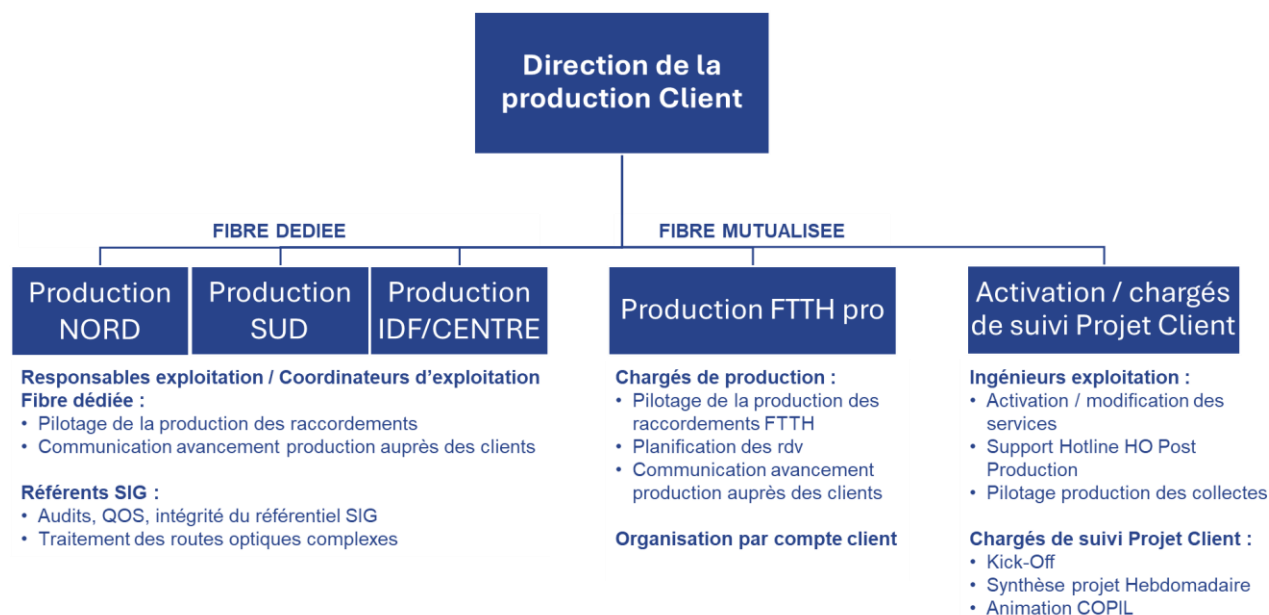 Direction de la
production Client
FIBRE DEDIEE
FIBRE MUTUALISEE
Production
NORD
Production
SUD
Production
IDF/CENTRE
Production FTTH pro
Activation / chargés
de suivi Projet Client
Responsables exploitation / Coordinateurs d'exploitation
Fibre dédiée :
• Pilotage de la production des raccordements
• Communication avancement production auprès des clients
Référents SIG :
• Audits, QOS, intégrité du référentiel SIG
• Traitement des routes optiques complexes
Chargés de production :
• Pilotage de la production des
raccordements FTTH
• Planification des rdv
• Communication avancement
production auprès des clients
Organisation par compte client
Ingénieurs exploitation :
• Activation / modification des
services
• Support Hotline HO Post
Production
• Pilotage production des collectes
Chargés de suivi Projet Client :
• Kick-Off
• Synthèse projet Hebdomadaire
• Animation COPIL